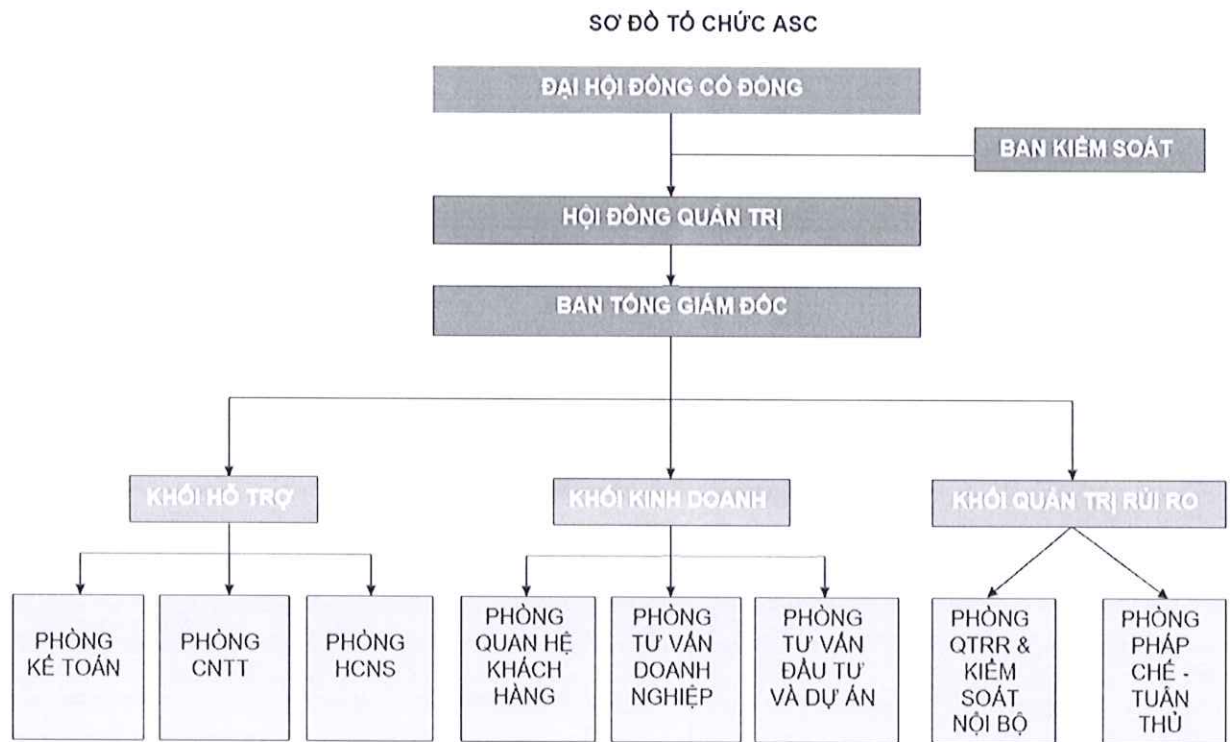 SƠ ĐỒ TỔ CHỨC ASC
ĐẠI HỘI ĐỒNG CỔ ĐÔNG
BAN KIỂM SOÁT
HỘI ĐỒNG QUẢN TRỊ
BAN TỔNG GIÁM ĐỐC
KHỐI HỖ TRỢ
KHỐI KINH DOANH
KHỐI QUẢN TRỊ RỦI RO
PHÒNG
KẾ TOÁN
PHÒNG
CNTT
PHÒNG
HCNS
PHÒNG
QUAN HỆ
KHÁCH
HÀNG
PHÒNG
TƯ VẤN
DOANH
NGHIỆP
PHÒNG
TƯ VẤN
ĐẦU TƯ
VÀ DỰ ÁN
PHÒNG
QTRR &
KIỂM
SOÁT
NỘI BỘ
PHÒNG
PHÁP
CHẾ -
TUÂN
THỦ